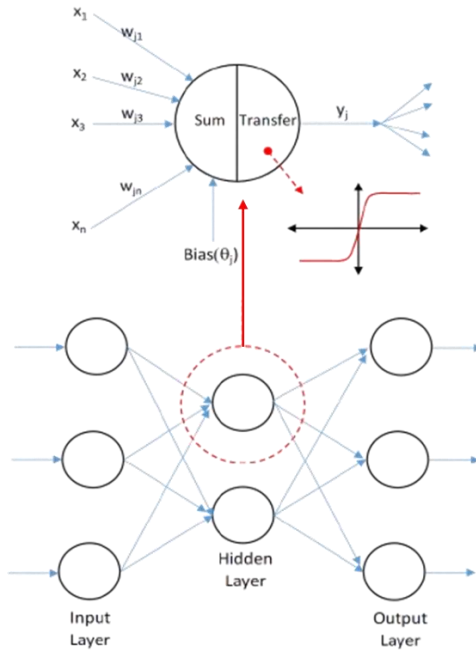 x1
wj1
x2
wj2
x3
wj3
Sum
Transfer
yj
wjn
xn
Bias(θj)
Hidden
Layer
Input
Layer
Output
Layer